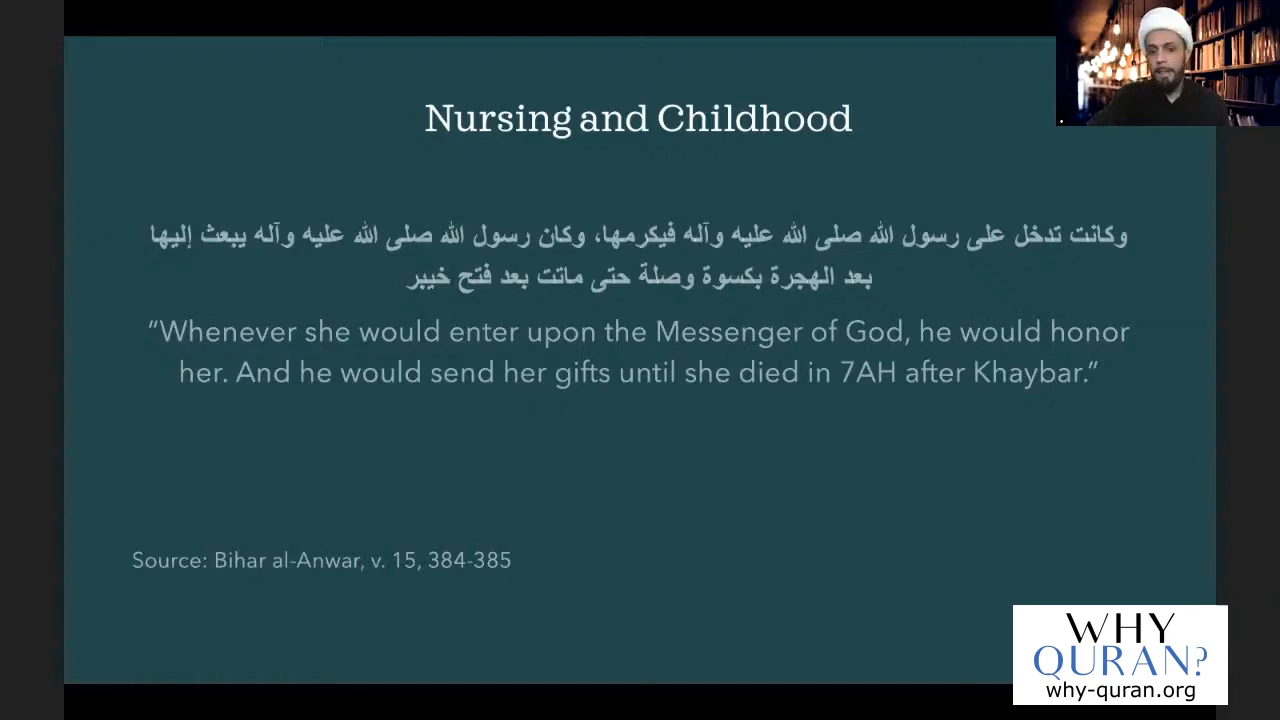 Nursing and Childhood
وكانت تدخل على رسول الله صلى الله عليه وآله فيكرمها، وكان رسول الله صلى الله عليه وآله يبعث إليها
بعد الهجرة بكسوة وصلة حتى ماتت بعد فتح خيبر
“Whenever she would enter upon the Messenger of God, he would honor
her. And he would send her gifts until she died in 7AH after Khaybar.”
Source: Bihar al-Anwar, v. 15, 384-385
WHY
QURAN?
why-quran.org